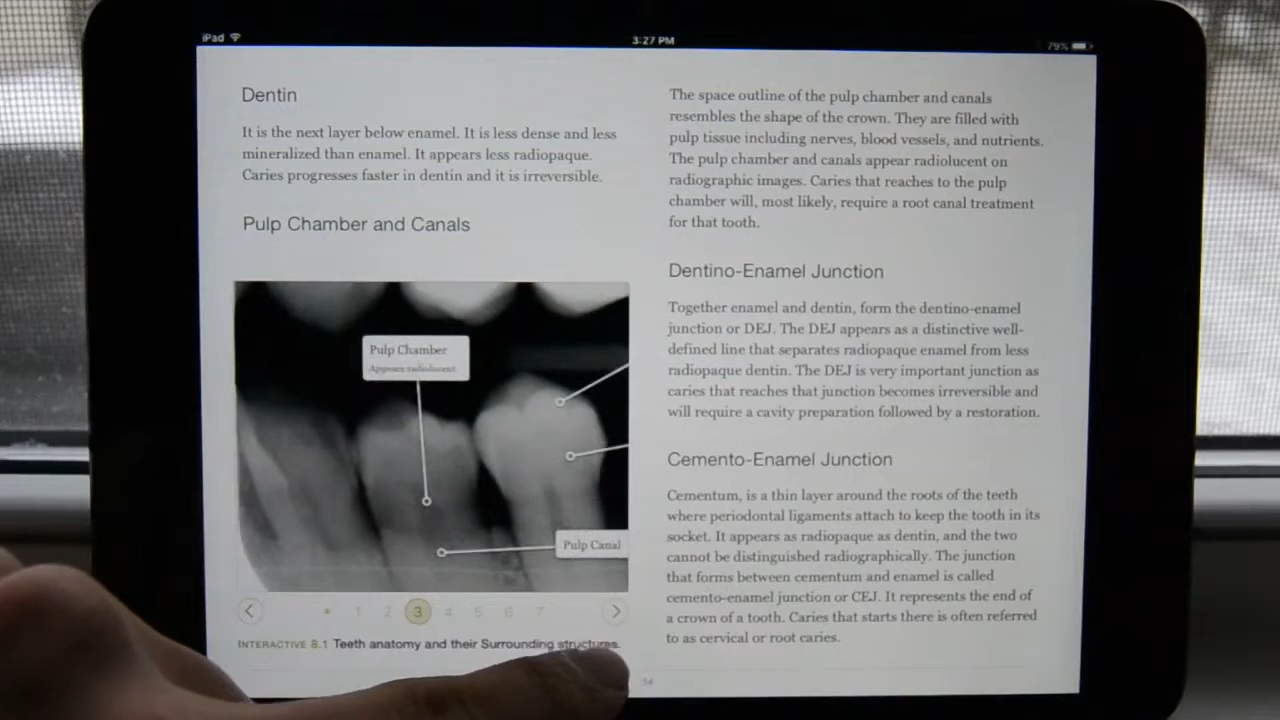 iPad
3:27 PM
79%
Dentin
It is the next layer below enamel. It is less dense and less
mineralized than enamel. It appears less radiopaque.
Caries progresses faster in dentin and it is irreversible.
Pulp Chamber and Canals
Pulp Chamber
Appears radiolucent.
Pulp Canal
1 2 3 4 5 6 7
INTERACTIVE 8.1 Teeth anatomy and their Surrounding structures.
The space outline of the pulp chamber and canals
resembles the shape of the crown. They are filled with
pulp tissue including nerves, blood vessels, and nutrients.
The pulp chamber and canals appear radiolucent on
radiographic images. Caries that reaches to the pulp
chamber will, most likely, require a root canal treatment
for that tooth.
Dentino-Enamel Junction
Together enamel and dentin, form the dentino-enamel
junction or DEJ. The DEJ appears as a distinctive well-
defined line that separates radiopaque enamel from less
radiopaque dentin. The DEJ is very important junction as
caries that reaches that junction becomes irreversible and
will require a cavity preparation followed by a restoration.
Cemento-Enamel Junction
Cementum, is a thin layer around the roots of the teeth
where periodontal ligaments attach to keep the tooth in its
socket. It appears as radiopaque as dentin, and the two
cannot be distinguished radiographically. The junction
that forms between cementum and enamel is called
cemento-enamel junction or CEJ. It represents the end of
a crown of a tooth. Caries that starts there is often referred
to as cervical or root caries.
34